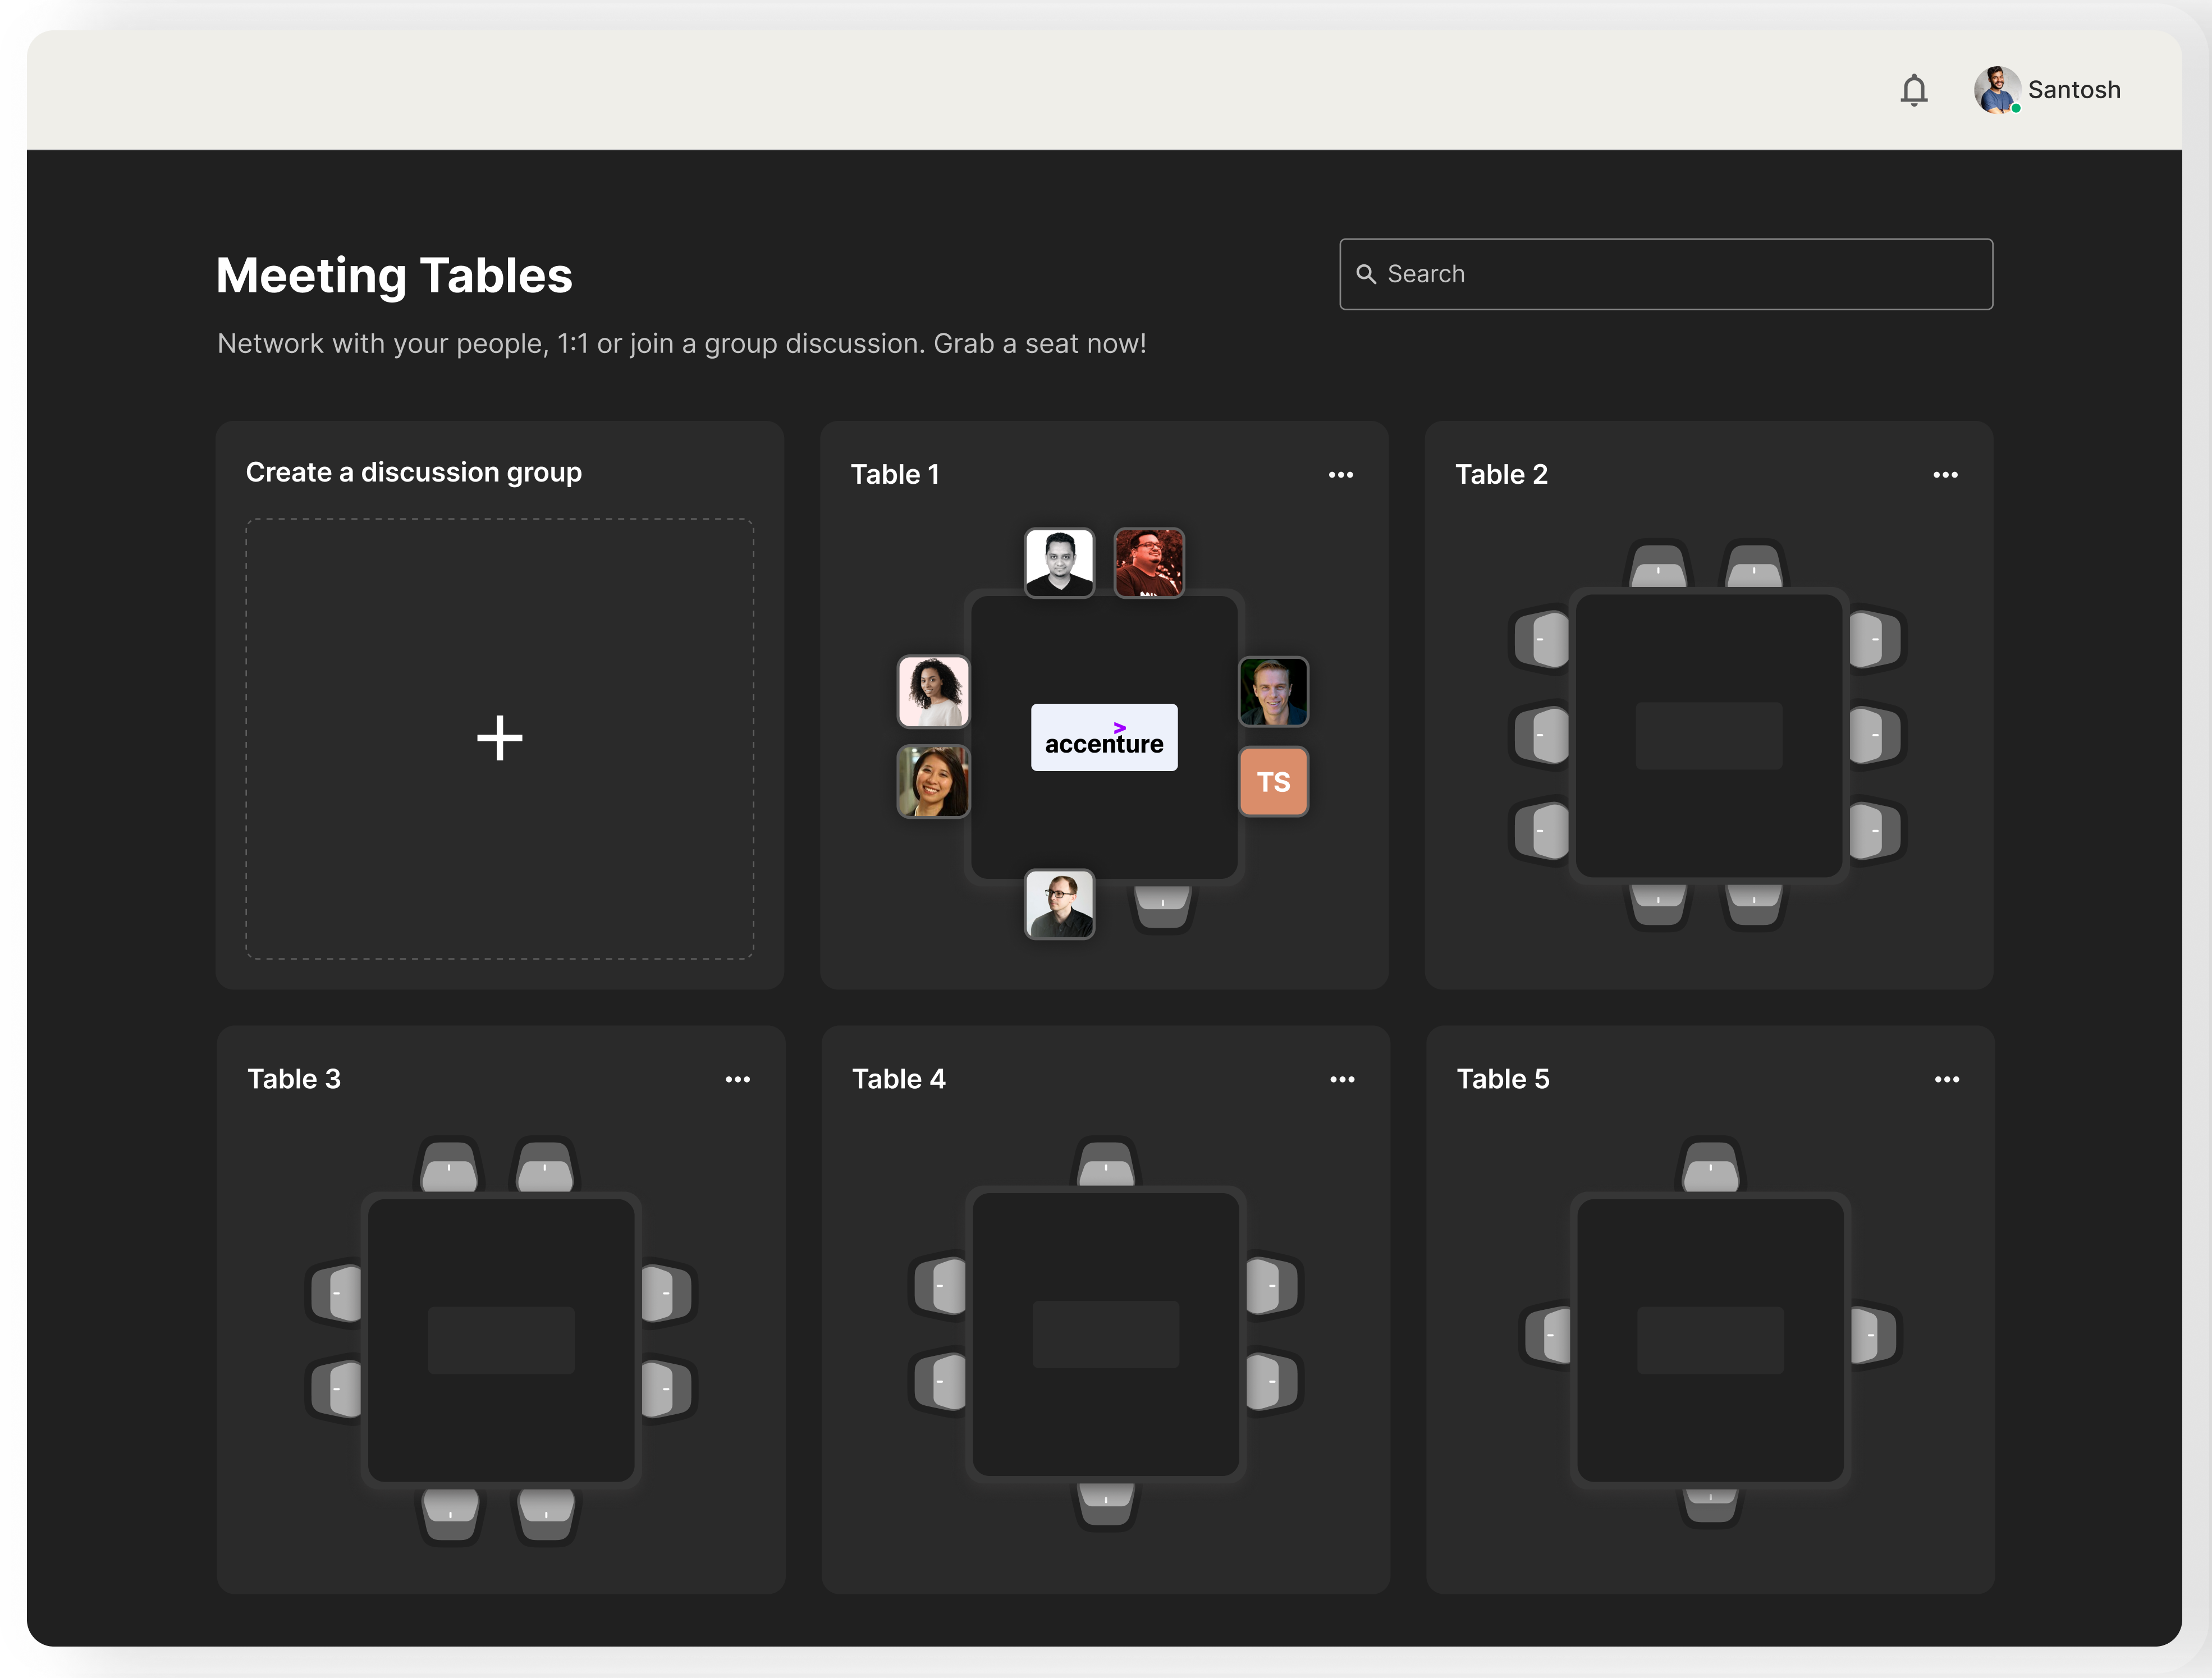 Santosh
Meeting Tables
Search
Network with your people, 1:1 or join a group discussion. Grab a seat now!
Create a discussion group
Table 1
Table 2
accenture
TS
Table 3
Table 4
Table 5